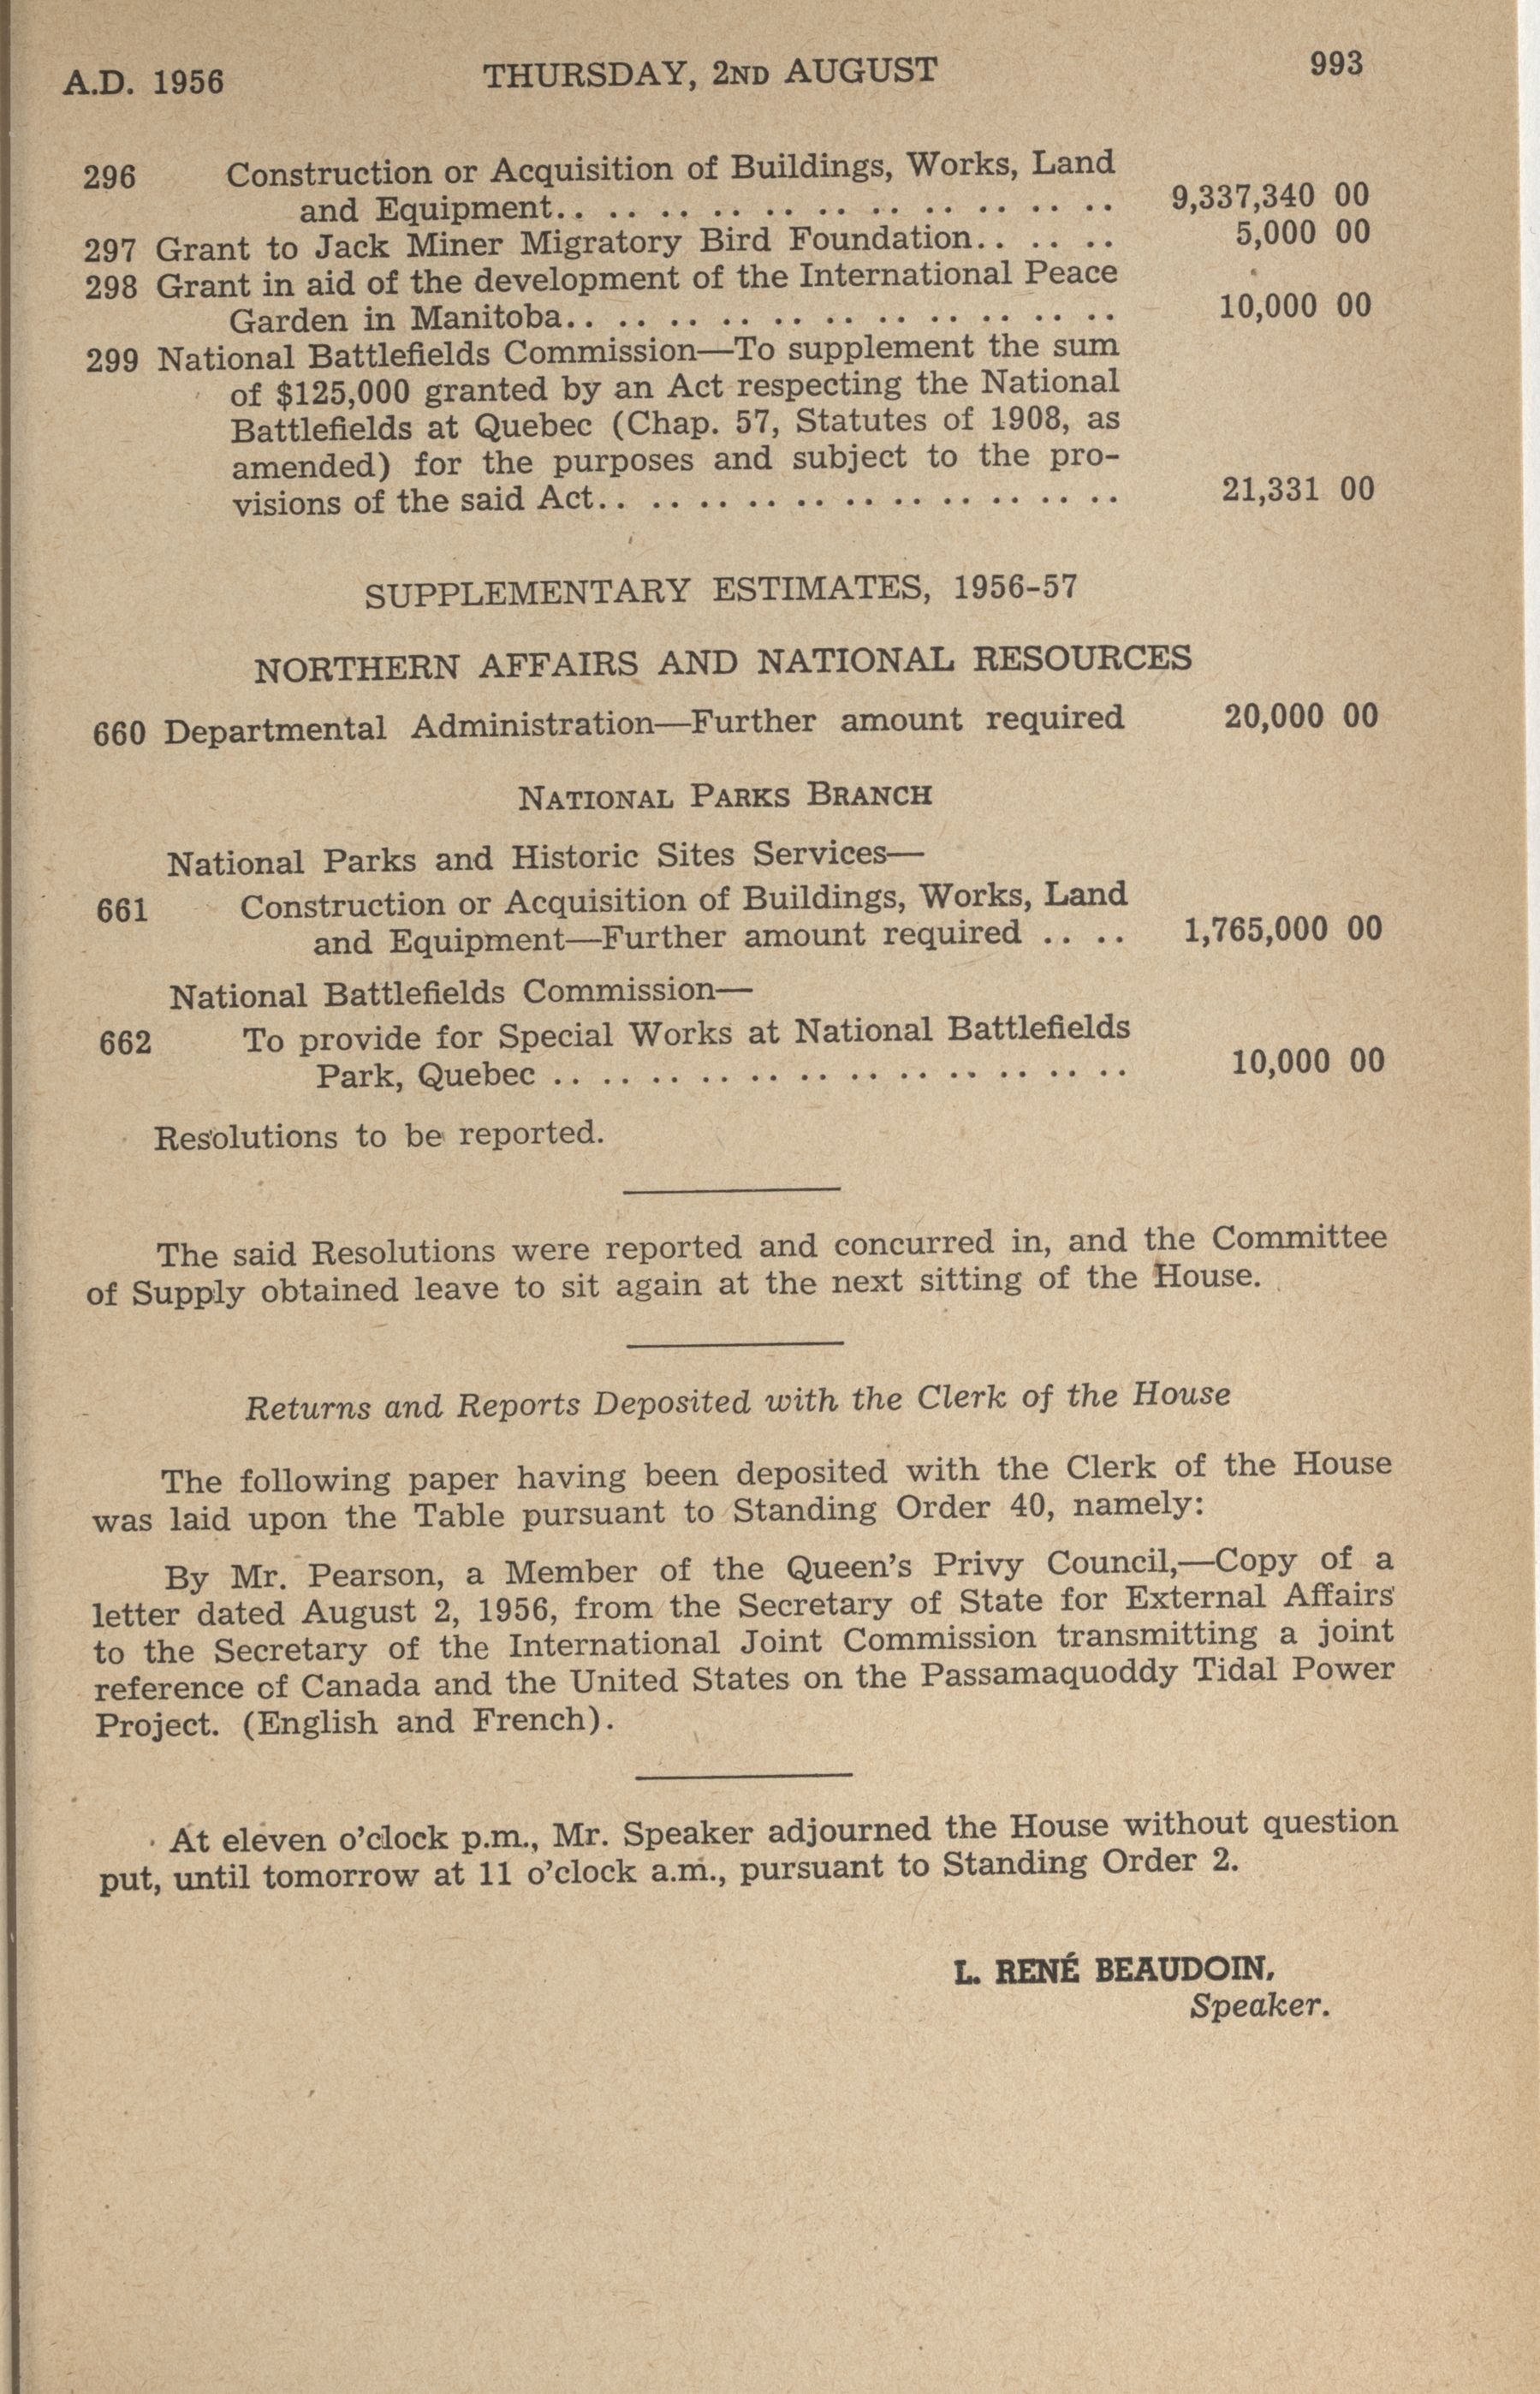 A.D. 1956 THURSDAY, 2ND AUGUST 993
296 Construction or Acquisition of Buildings, Works, Land
and Equipment.. .. .. .. .. .. .. .. .. .. .. 9,337,340 00
297 Grant to Jack Miner Migratory Bird Foundation.. .. .. 5,000 00
298 Grant in aid of the development of the International Peace
Garden in Manitoba.. .. .. .. .. .. .. .. .. .. .. 10,000 00
299 National Battlefields Commission—To supplement the sum
of $125,000 granted by an Act respecting the National
Battlefields at Quebec (Chap. 57, Statutes of 1908, as
amended) for the purposes and subject to the pro-
visions of the said Act.. .. .. .. .. .. .. .. .. .. .. 21,331 00
SUPPLEMENTARY ESTIMATES, 1956-57
NORTHERN AFFAIRS AND NATIONAL RESOURCES
660 Departmental Administration—Further amount required 20,000 00
NATIONAL PARKS BRANCH
National Parks and Historic Sites Services—
661 Construction or Acquisition of Buildings, Works, Land
and Equipment—Further amount required .. .. 1,765,000 00
National Battlefields Commission—
662 To provide for Special Works at National Battlefields
Park, Quebec .. .. .. .. .. .. .. .. .. .. .. .. 10,000 00
Resolutions to be reported.
The said Resolutions were reported and concurred in, and the Committee
of Supply obtained leave to sit again at the next sitting of the House.
Returns and Reports Deposited with the Clerk of the House
The following paper having been deposited with the Clerk of the House
was laid upon the Table pursuant to Standing Order 40, namely:
By Mr. Pearson, a Member of the Queen's Privy Council,—Copy of a
letter dated August 2, 1956, from the Secretary of State for External Affairs
to the Secretary of the International Joint Commission transmitting a joint
reference of Canada and the United States on the Passamaquoddy Tidal Power
Project. (English and French).
At eleven o'clock p.m., Mr. Speaker adjourned the House without question
put, until tomorrow at 11 o'clock a.m., pursuant to Standing Order 2.
L. RENÉ BEAUDOIN,
Speaker.